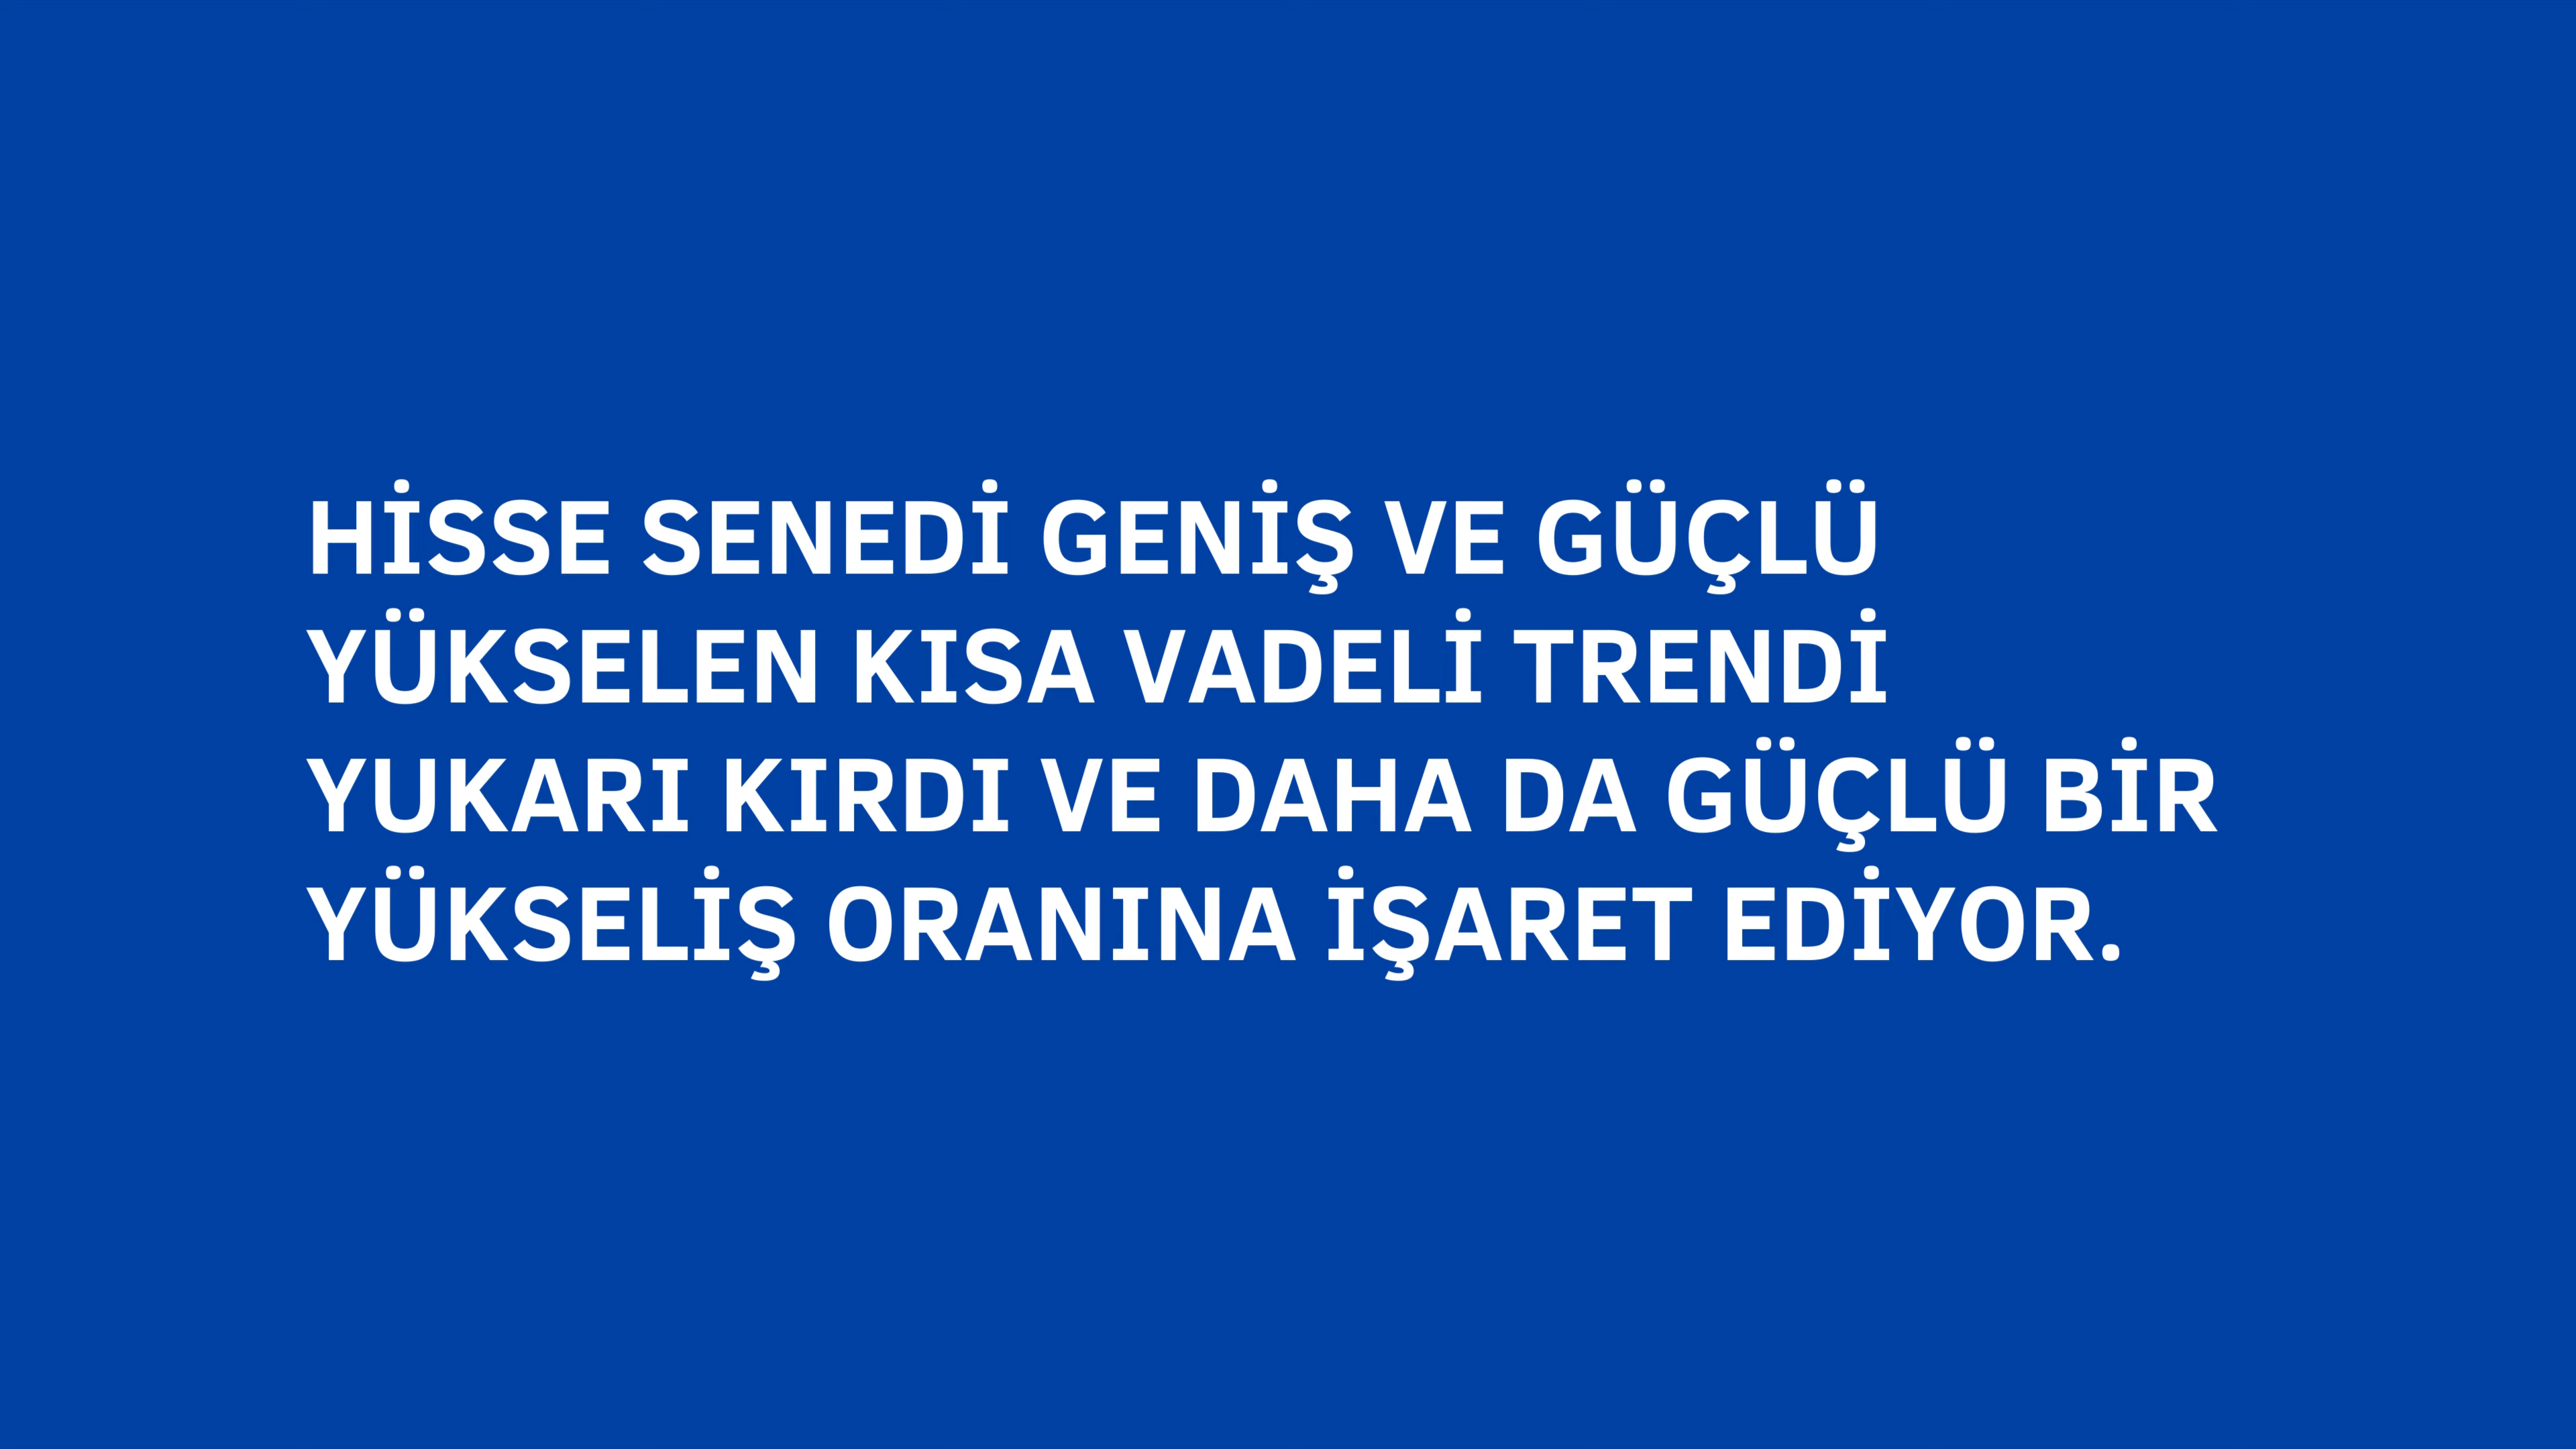 HİSSE SENEDİ GENİŞ VE GÜÇLÜ
YÜKSELEN KISA VADELİ TRENDİ
YUKARI KIRDI VE DAHA DA GÜÇLÜ BİR
YÜKSELİŞ ORANINA İŞARET EDİYOR.